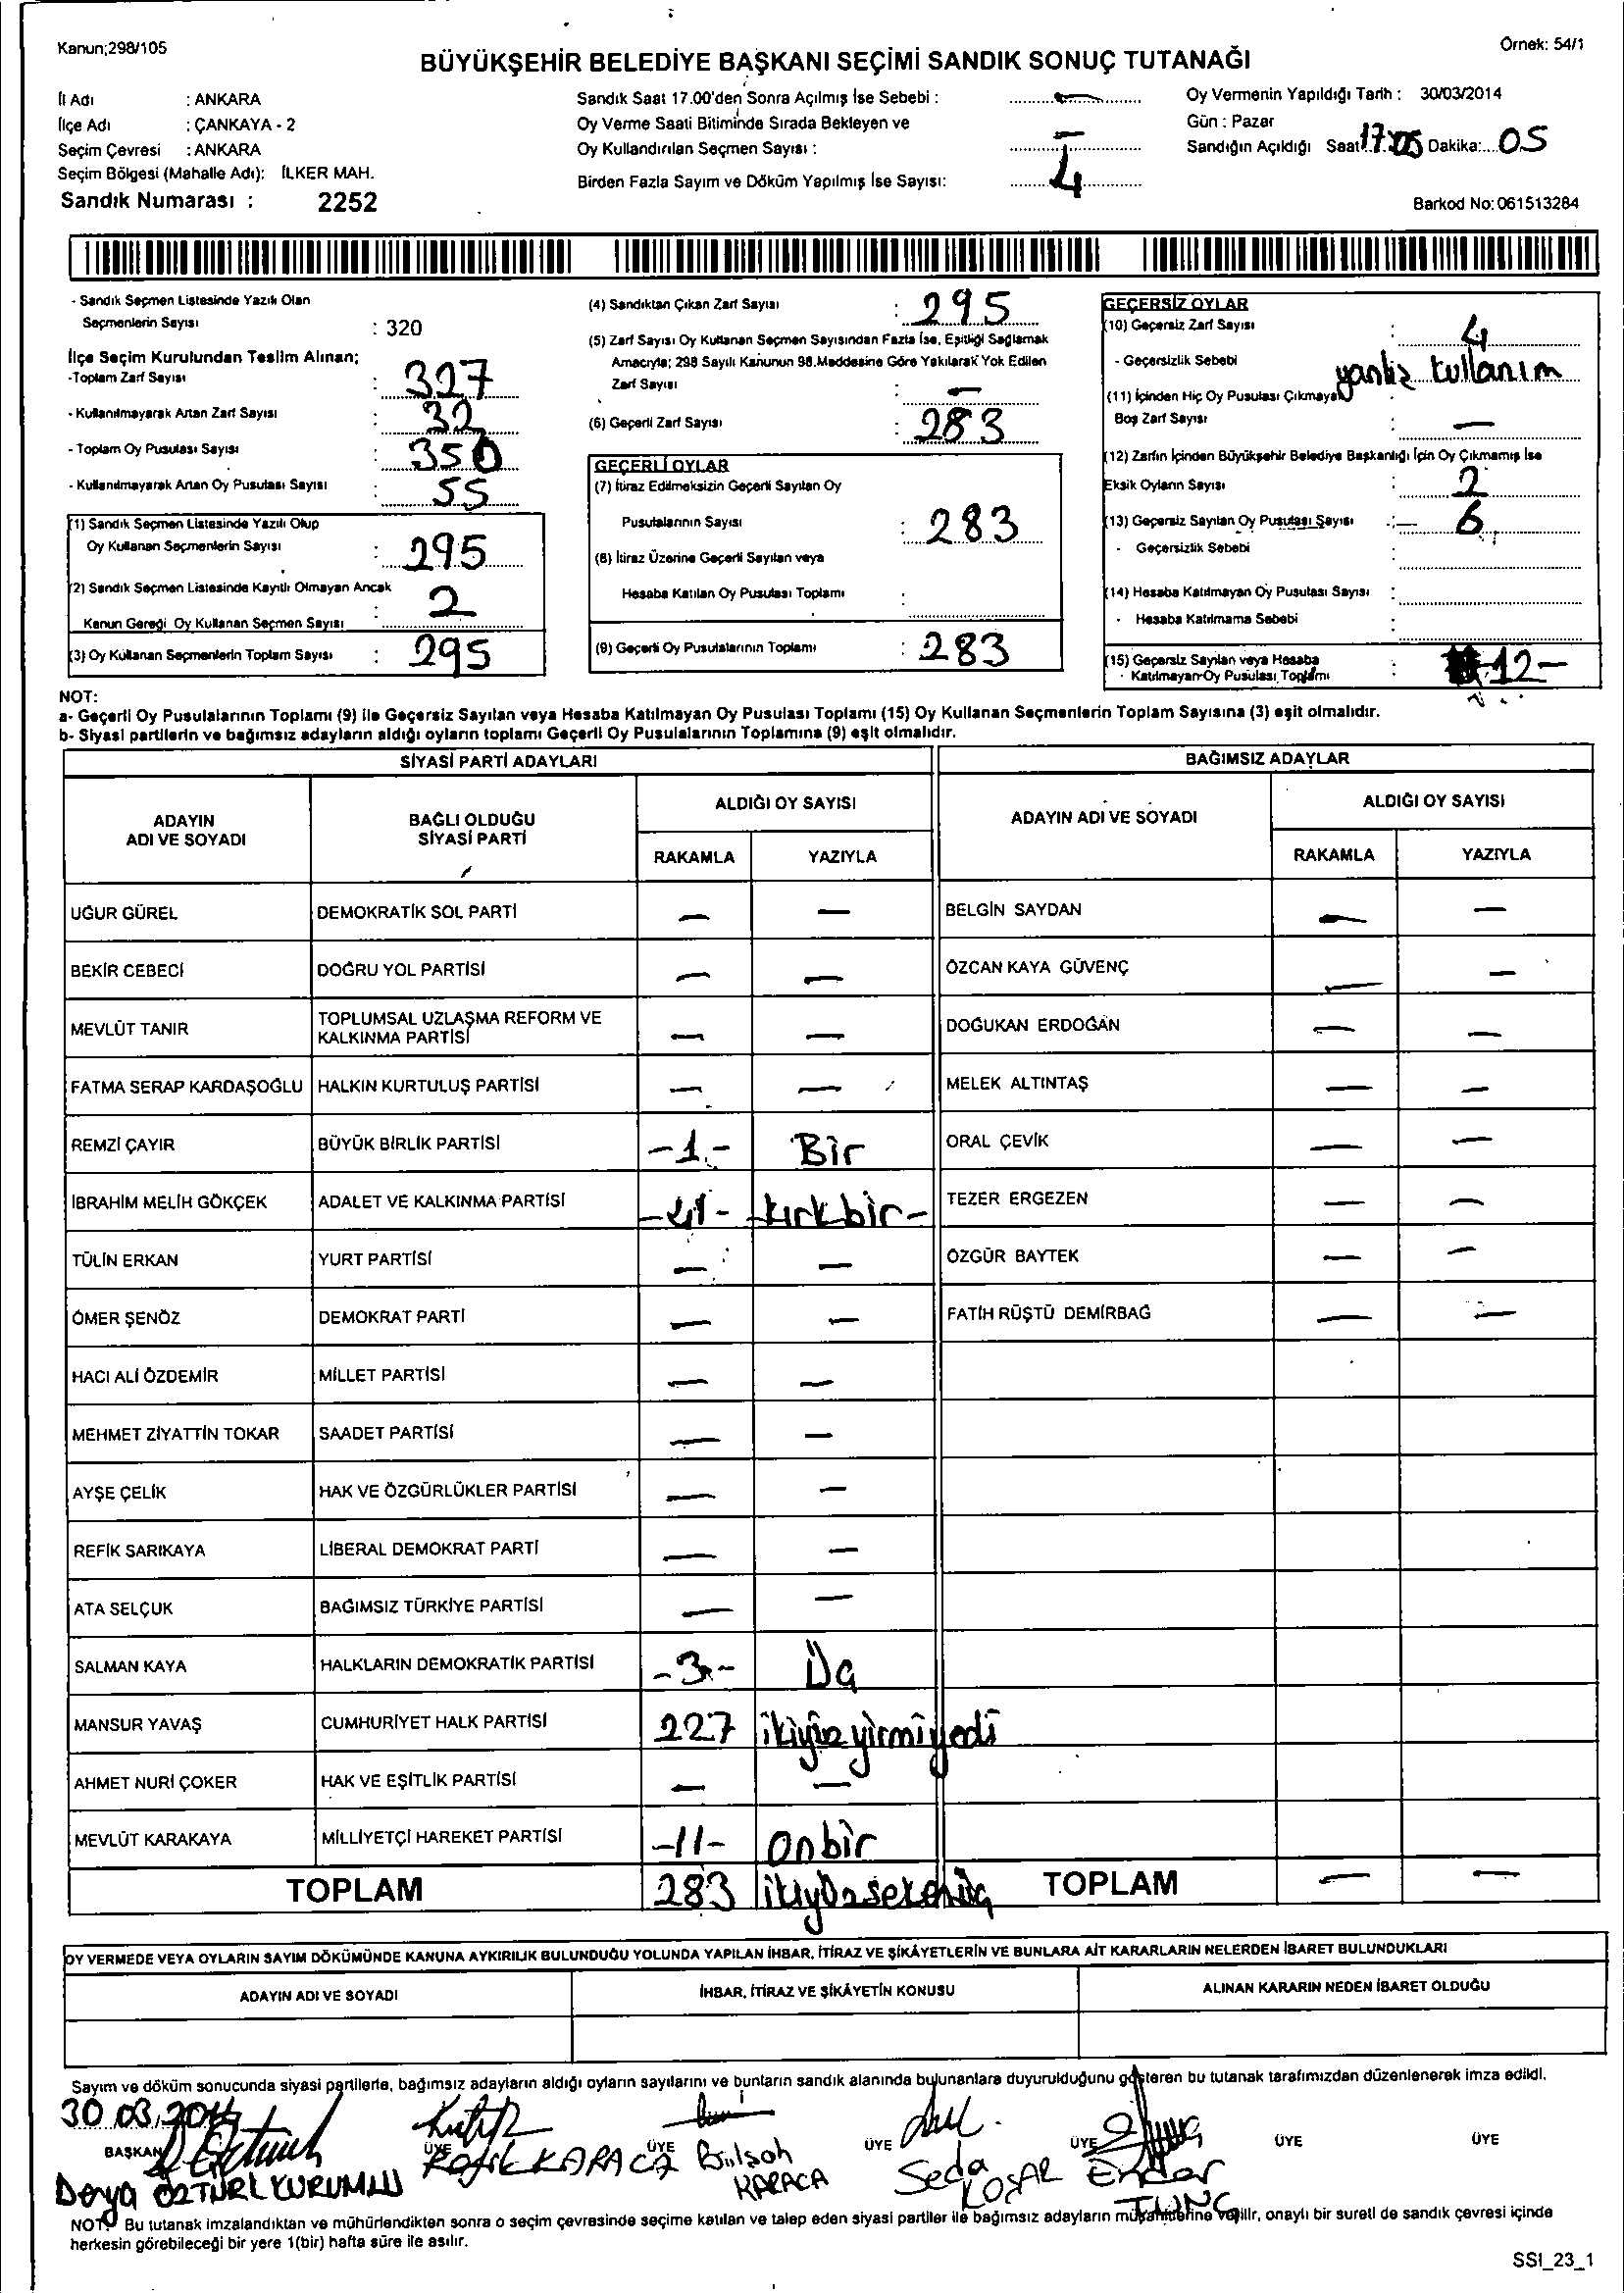 Kanun;298/105
Örnek: 54/1
BÜYÜKŞEHİR BELEDİYE BAŞKANI SEÇİMİ SANDIK SONUÇ TUTANAĞI
İl Adı : ANKARA
İlçe Adı : ÇANKAYA - 2
Seçim Çevresi : ANKARA
Seçim Bölgesi (Mahalle Adı): İLKER MAH.
Sandık Numarası : 2252
Sandık Saat 17.00'den Sonra Açılmış İse Sebebi : —
Oy Verme Saati Bitiminde Sırada Bekleyen ve
Oy Kullandırılan Seçmen Sayısı : —
Birden Fazla Sayım ve Döküm Yapılmış İse Sayısı: 4
Oy Vermenin Yapıldığı Tarih : 30/03/2014
Gün : Pazar
Sandığın Açıldığı Saat: 17:05 Dakika:... 05
Barkod No: 061513284
- Sandık Seçmen Listesinde Yazılı Olan
Seçmenlerin Sayısı : 320
İlçe Seçim Kurulundan Teslim Alınan;
-Toplam Zarf Sayısı : 327
- Kullanılmayarak Artan Zarf Sayısı : 32
- Toplam Oy Pusulası Sayısı : 350
- Kullanılmayarak Artan Oy Pusulası Sayısı : 55
(1) Sandık Seçmen Listesinde Yazılı Olup
Oy Kullanan Seçmenlerin Sayısı : 295
(2) Sandık Seçmen Listesinde Kayıtlı Olmayan Ancak
Kanun Gereği Oy Kullanan Seçmen Sayısı : 2
(3) Oy Kullanan Seçmenlerin Toplam Sayısı : 295
(4) Sandıktan Çıkan Zarf Sayısı : 295
(5) Zarf Sayısı Oy Kullanan Seçmen Sayısından Fazla İse, Eşitliği Sağlamak
Amacıyla; 298 Sayılı Kanunun 98.Maddesine Göre Yakılarak Yok Edilen
Zarf Sayısı : —
(6) Geçerli Zarf Sayısı : 283
GEÇERLİ OYLAR
(7) İtiraz Edilmeksizin Geçerli Sayılan Oy
Pusulalarının Sayısı : 283
(8) İtiraz Üzerine Geçerli Sayılan veya
Hesaba Katılan Oy Pusulası Toplamı :
(9) Geçerli Oy Pusulalarının Toplamı : 283
GEÇERSİZ OYLAR
(10) Geçersiz Zarf Sayısı : 4
- Geçersizlik Sebebi : yanlız kullanım
(11) İçinden Hiç Oy Pusulası Çıkmayan
Boş Zarf Sayısı : —
(12) Zarfın İçinden Büyükşehir Belediye Başkanlığı İçin Oy Çıkmamış İse
Eksik Oyların Sayısı : 2
(13) Geçersiz Sayılan Oy Pusulası Sayısı : 6
- Geçersizlik Sebebi
(14) Hesaba Katılmayan Oy Pusulası Sayısı :
- Hesaba Katılmama Sebebi :
(15) Geçersiz Sayılan veya Hesaba
Katılmayan Oy Pusulası Toplamı : 12-
NOT:
a- Geçerli Oy Pusulalarının Toplamı (9) ile Geçersiz Sayılan veya Hesaba Katılmayan Oy Pusulası Toplamı (15) Oy Kullanan Seçmenlerin Toplam Sayısına (3) eşit olmalıdır.
b- Siyasi partilerin ve bağımsız adayların aldığı oyların toplamı Geçerli Oy Pusulalarının Toplamına (9) eşit olmalıdır.
SİYASİ PARTİ ADAYLARI
BAĞIMSIZ ADAYLAR
ADAYIN ADI VE SOYADI
BAĞLI OLDUĞU SİYASİ PARTİ
ALDIĞI OY SAYISI
RAKAMLA YAZIYLA
ADAYIN ADI VE SOYADI
ALDIĞI OY SAYISI
RAKAMLA YAZIYLA
UĞUR GÜREL DEMOKRATİK SOL PARTİ — — BELGİN SAYDAN — —
BEKİR CEBECİ DOĞRU YOL PARTİSİ — — ÖZCAN KAYA GÜVENÇ — —
MEVLÜT TANIR TOPLUMSAL UZLAŞMA REFORM VE KALKINMA PARTİSİ — — DOĞUKAN ERDOĞAN — —
FATMA SERAP KARDAŞOĞLU HALKIN KURTULUŞ PARTİSİ — — MELEK ALTINTAŞ — —
REMZİ ÇAYIR BÜYÜK BİRLİK PARTİSİ -1.- Bir ORAL ÇEVİK — —
İBRAHİM MELİH GÖKÇEK ADALET VE KALKINMA PARTİSİ -41- -kırkbir- TEZER ERGEZEN — —
TÜLİN ERKAN YURT PARTİSİ — — ÖZGÜR BAYTEK — —
ÖMER ŞENÖZ DEMOKRAT PARTİ — — FATİH RÜŞTÜ DEMİRBAĞ — —
HACI ALİ ÖZDEMİR MİLLET PARTİSİ — —
MEHMET ZİYATTİN TOKAR SAADET PARTİSİ — —
AYŞE ÇELİK HAK VE ÖZGÜRLÜKLER PARTİSİ — —
REFİK SARIKAYA LİBERAL DEMOKRAT PARTİ — —
ATA SELÇUK BAĞIMSIZ TÜRKİYE PARTİSİ — —
SALMAN KAYA HALKLARIN DEMOKRATİK PARTİSİ -3- Üç
MANSUR YAVAŞ CUMHURİYET HALK PARTİSİ 227 ikiyüzyirmiyedi
AHMET NURİ ÇOKER HAK VE EŞİTLİK PARTİSİ — —
MEVLÜT KARAKAYA MİLLİYETÇİ HAREKET PARTİSİ -11- onbir
TOPLAM 283 ikiyüzseksenüç TOPLAM — —
OY VERMEDE VEYA OYLARIN SAYIM DÖKÜMÜNDE KANUNA AYKIRILIK BULUNDUĞU YOLUNDA YAPILAN İHBAR, İTİRAZ VE ŞİKÂYETLERİN VE BUNLARA AİT KARARLARIN NELERDEN İBARET BULUNDUKLARI
ADAYIN ADI VE SOYADI İHBAR, İTİRAZ VE ŞİKÂYETİN KONUSU ALINAN KARARIN NEDEN İBARET OLDUĞU
Sayım ve döküm sonucunda siyasi partilerle, bağımsız adayların aldığı oyların sayılarını ve bunların sandık alanında bulunanlara duyurulduğunu gösteren bu tutanak tarafımızdan düzenlenerek imza edildi.
30.03.2014
BAŞKAN ÜYE ÜYE ÜYE ÜYE ÜYE ÜYE
Derya ÖZTÜRK KURUMLU Refik KARACA KARACA Seda KOŞAR Ender TUNÇ
NOT: Bu tutanak imzalandıktan ve mühürlendikten sonra o seçim çevresinde seçime katılan ve talep eden siyasi partiler ile bağımsız adayların müşahitlerine verilir, onaylı bir sureti de sandık çevresi içinde
herkesin görebileceği bir yere 1(bir) hafta süre ile asılır.
SSI_23_1